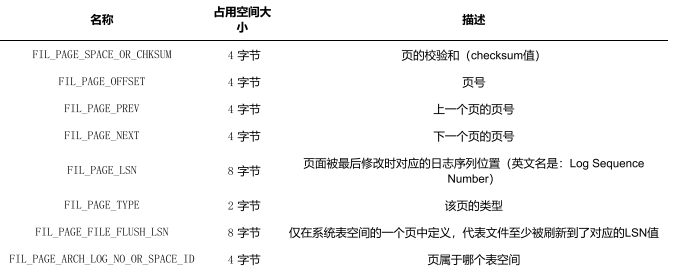 名称 占用空间大小 描述
FIL_PAGE_SPACE_OR_CHKSUM 4 字节 页的校验和（checksum值）
FIL_PAGE_OFFSET 4 字节 页号
FIL_PAGE_PREV 4 字节 上一个页的页号
FIL_PAGE_NEXT 4 字节 下一个页的页号
FIL_PAGE_LSN 8 字节 页面被最后修改时对应的日志序列位置（英文名是：Log Sequence Number）
FIL_PAGE_TYPE 2 字节 该页的类型
FIL_PAGE_FILE_FLUSH_LSN 8 字节 仅在系统表空间的一个页中定义，代表文件至少被刷新到了对应的LSN值
FIL_PAGE_ARCH_LOG_NO_OR_SPACE_ID 4 字节 页属于哪个表空间